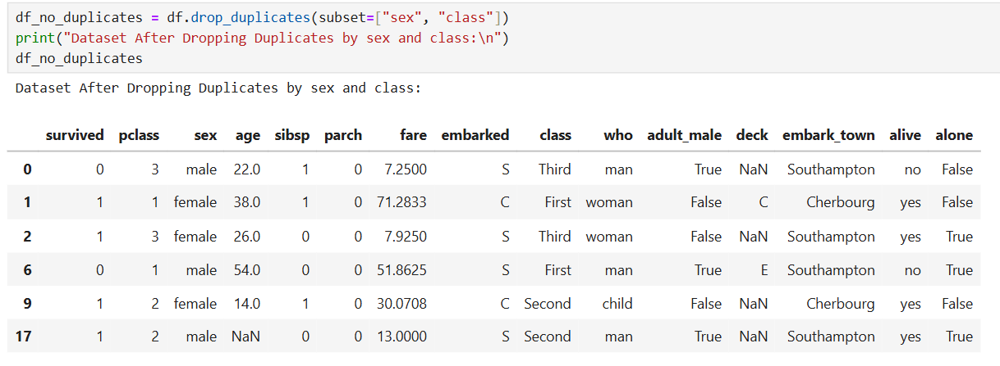 df_no_duplicates = df.drop_duplicates(subset=["sex", "class"])
print("Dataset After Dropping Duplicates by sex and class:\n")
df_no_duplicates
Dataset After Dropping Duplicates by sex and class:
survived pclass sex age sibsp parch fare embarked class who adult_male deck embark_town alive alone
0 0 3 male 22.0 1 0 7.2500 S Third man True NaN Southampton no False
1 1 1 female 38.0 1 0 71.2833 C First woman False C Cherbourg yes False
2 1 3 female 26.0 0 0 7.9250 S Third woman False NaN Southampton yes True
6 0 1 male 54.0 0 0 51.8625 S First man True E Southampton no True
9 1 2 female 14.0 1 0 30.0708 C Second child False NaN Cherbourg yes False
17 1 2 male NaN 0 0 13.0000 S Second man True NaN Southampton yes True